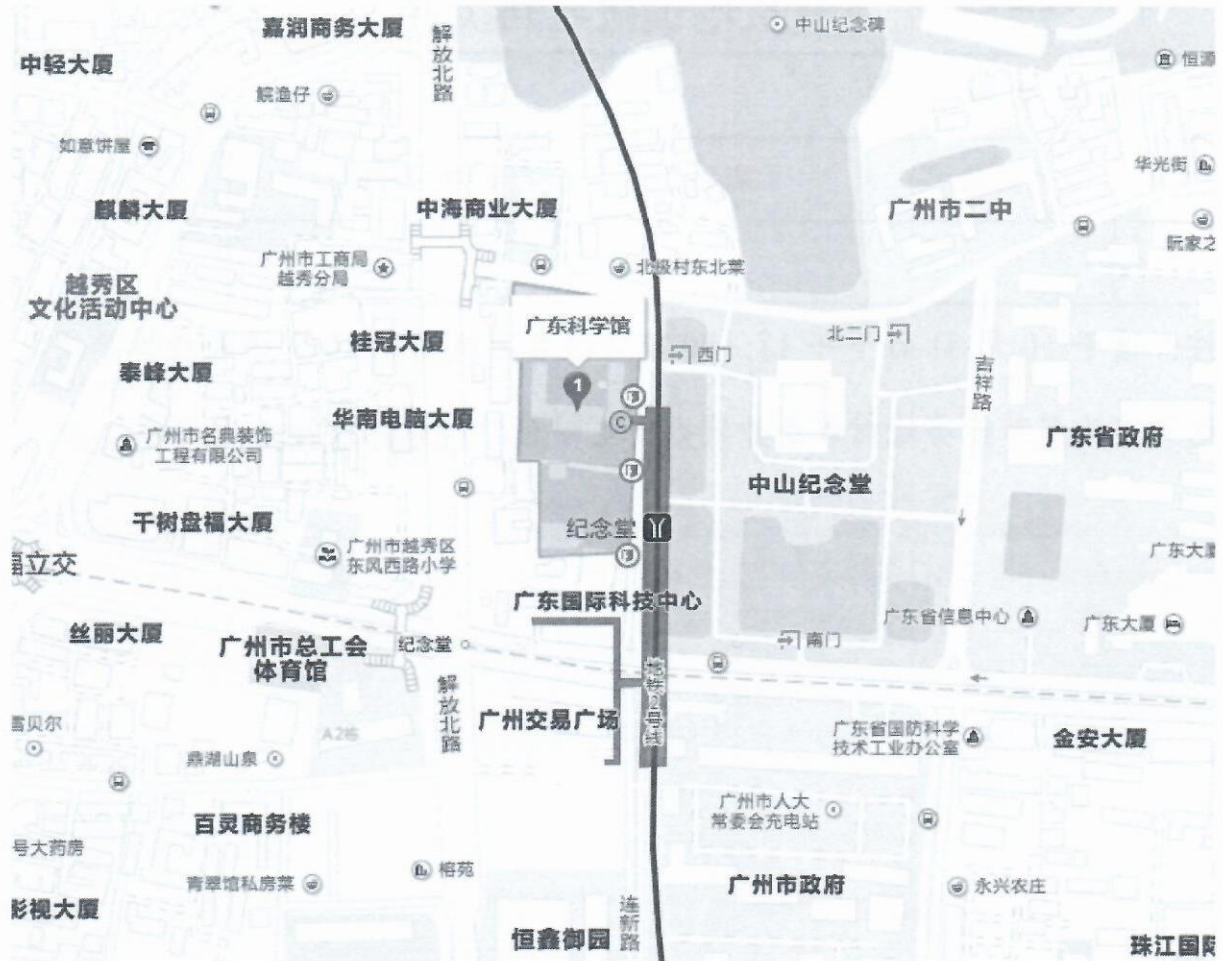 嘉润商务大厦
中山纪念碑
中轻大厦
解放北路
恒源
鲩渔仔
如意饼屋
华光街
麒麟大厦
中海商业大厦
广州市二中
阮家之
广州市工商局
越秀分局
北极村东北菜
越秀区
文化活动中心
广东科学馆
桂冠大厦
西门
北二门
吉祥路
泰峰大厦
1
华南电脑大厦
C
广州市名典装饰
工程有限公司
广东省政府
中山纪念堂
千树盘福大厦
纪念堂
广州市越秀区
东风西路小学
福立交
广东大厦
广东国际科技中心
广东省信息中心
广东大厦
丝丽大厦
广州市总工会
体育馆
纪念堂
南门
解放北路
地铁2号线
雷贝尔
广州交易广场
A2栋
广东省国防科学
技术工业办公室
金安大厦
鼎湖山泉
广州市人大
常委会充电站
百灵商务楼
号大药房
榕苑
青翠馆私房菜
广州市政府
永兴农庄
影视大厦
连新路
恒鑫御园
珠江国际